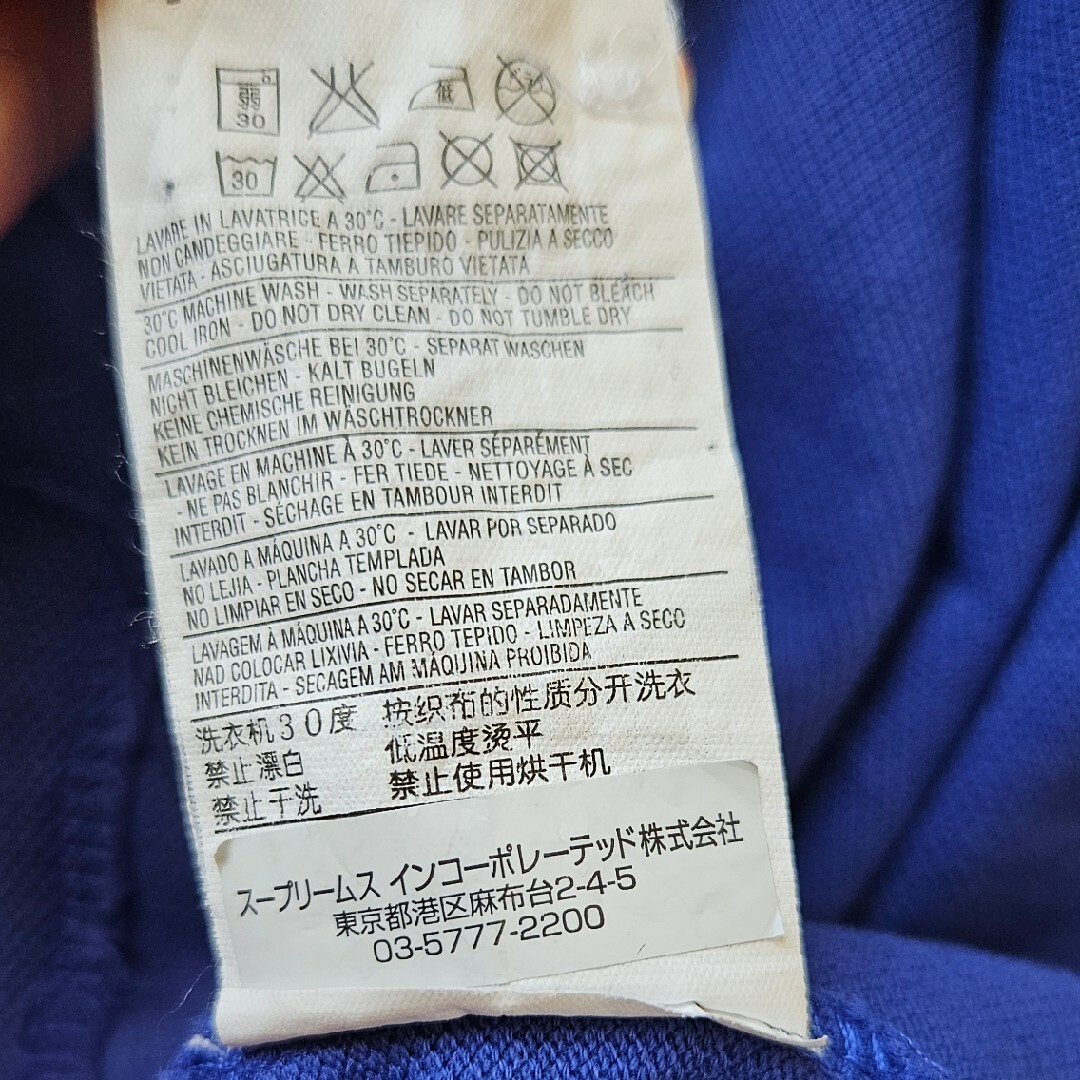 弱
30
低
ドライ
30
LAVARE IN LAVATRICE A 30°C - LAVARE SEPARATAMENTE
NON CANDEGGIARE - FERRO TIEPIDO - PULIZIA A SECCO
VIETATA - ASCIUGATURA A TAMBURO VIETATA
30°C MACHINE WASH - WASH SEPARATELY - DO NOT BLEACH
COOL IRON - DO NOT DRY CLEAN - DO NOT TUMBLE DRY
MASCHINENWÄSCHE BEI 30°C - SEPARAT WASCHEN
NICHT BLEICHEN - KALT BUGELN
KEINE CHEMISCHE REINIGUNG
KEIN TROCKNEN IM WÄSCHTROCKNER
LAVAGE EN MACHINE À 30°C - LAVER SÉPARÉMENT
- NE PAS BLANCHIR - FER TIEDE - NETTOYAGE À SEC
INTERDIT - SÉCHAGE EN TAMBOUR INTERDIT
LAVADO A MÁQUINA A 30°C - LAVAR POR SEPARADO
NO LEJIA - PLANCHA TEMPLADA
NO LIMPIAR EN SECO - NO SECAR EN TAMBOR
LAVAGEM À MÁQUINA A 30°C - LAVAR SEPARADAMENTE
NAD COLOCAR LIXIVIA - FERRO TEPIDO - LIMPEZA A SECO
INTERDITA - SECAGEM AM MÁQUINA PROIBIDA
洗衣机30度 按织布的性质分开洗衣
禁止漂白 低温度烫平
禁止干洗 禁止使用烘干机
スープリームス インコーポレーテッド株式会社
東京都港区麻布台2-4-5
03-5777-2200